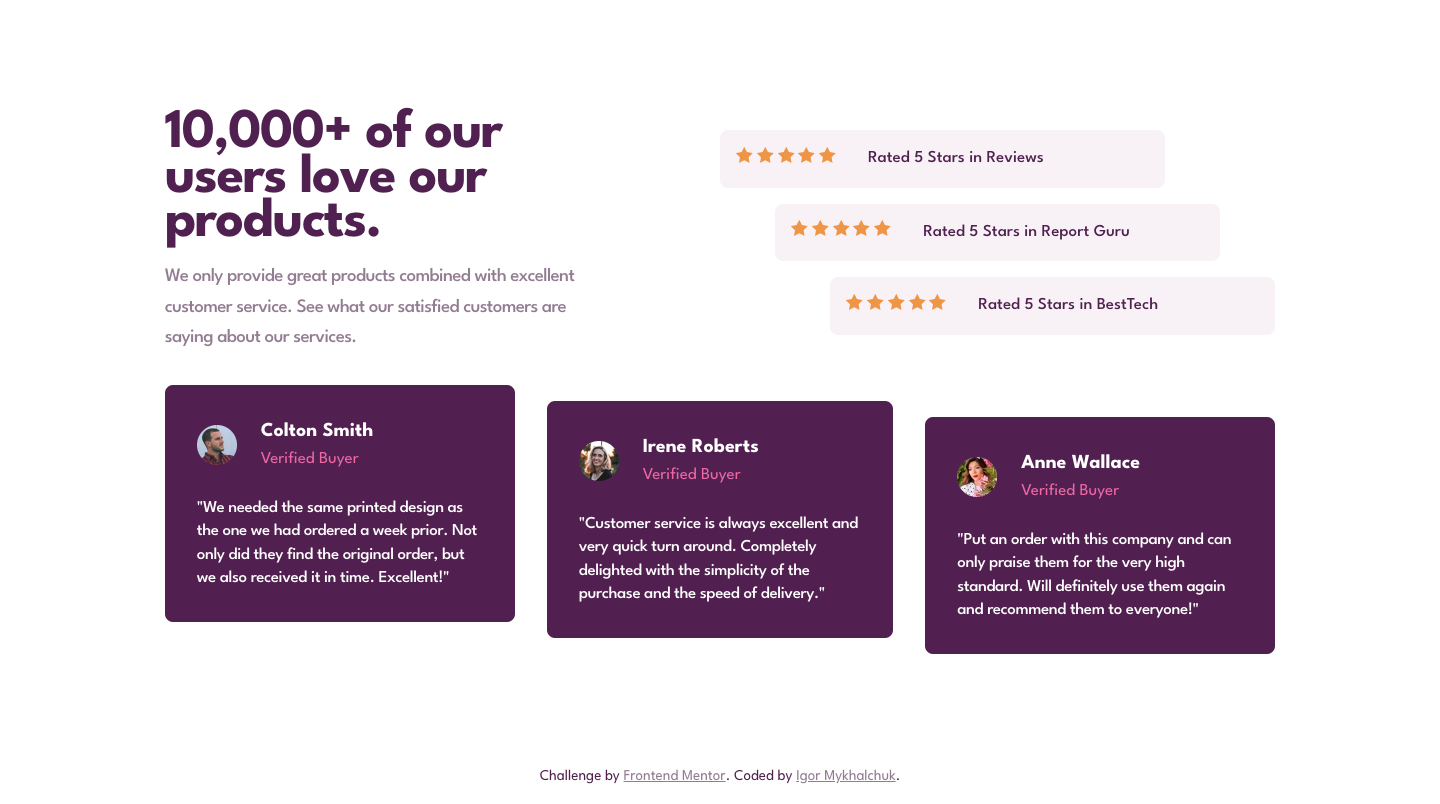 10,000+ of our
users love our
products.
We only provide great products combined with excellent
customer service. See what our satisfied customers are
saying about our services.
Rated 5 Stars in Reviews
Rated 5 Stars in Report Guru
Rated 5 Stars in BestTech
Colton Smith
Verified Buyer
"We needed the same printed design as
the one we had ordered a week prior. Not
only did they find the original order, but
we also received it in time. Excellent!"
Irene Roberts
Verified Buyer
"Customer service is always excellent and
very quick turn around. Completely
delighted with the simplicity of the
purchase and the speed of delivery."
Anne Wallace
Verified Buyer
"Put an order with this company and can
only praise them for the very high
standard. Will definitely use them again
and recommend them to everyone!"
Challenge by Frontend Mentor. Coded by Igor Mykhalchuk.